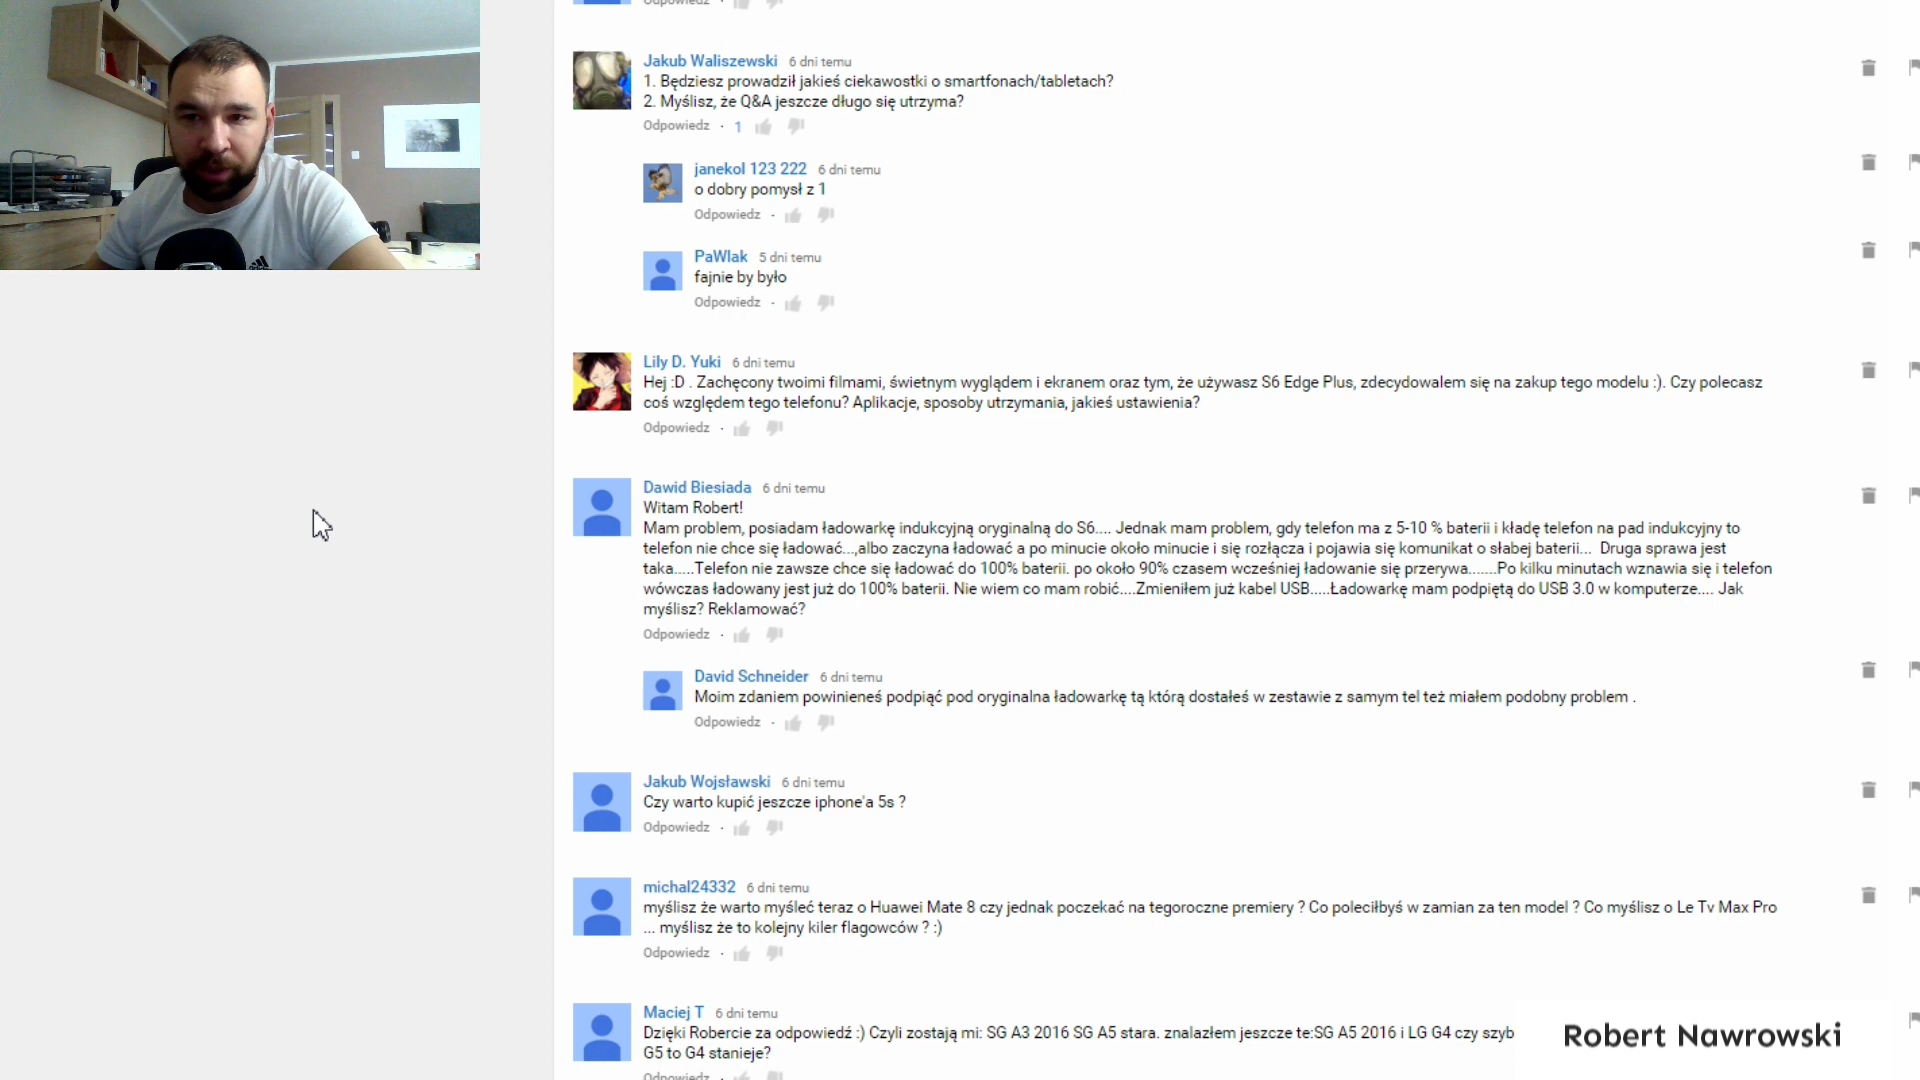 Odpowiedz ·
Jakub Waliszewski 6 dni temu
1. Będziesz prowadził jakieś ciekawostki o smartfonach/tabletach?
2. Myślisz, że Q&A jeszcze długo się utrzyma?
Odpowiedz · 1
janekol 123 222 6 dni temu
o dobry pomysł z 1
Odpowiedz ·
PaWlak 5 dni temu
fajnie by było
Odpowiedz ·
Lily D. Yuki 6 dni temu
Hej :D . Zachęcony twoimi filmami, świetnym wyglądem i ekranem oraz tym, że używasz S6 Edge Plus, zdecydowalem się na zakup tego modelu :). Czy polecasz
coś względem tego telefonu? Aplikacje, sposoby utrzymania, jakieś ustawienia?
Odpowiedz ·
Dawid Biesiada 6 dni temu
Witam Robert!
Mam problem, posiadam ładowarkę indukcyjną oryginalną do S6.... Jednak mam problem, gdy telefon ma z 5-10 % baterii i kładę telefon na pad indukcyjny to
telefon nie chce się ładować...,albo zaczyna ładować a po minucie około minucie i się rozłącza i pojawia się komunikat o słabej baterii... Druga sprawa jest
taka.....Telefon nie zawsze chce się ładować do 100% baterii. po około 90% czasem wcześniej ładowanie się przerywa.......Po kilku minutach wznawia się i telefon
wówczas ładowany jest już do 100% baterii. Nie wiem co mam robić....Zmieniłem już kabel USB.....Ładowarkę mam podpiętą do USB 3.0 w komputerze.... Jak
myślisz? Reklamować?
Odpowiedz ·
David Schneider 6 dni temu
Moim zdaniem powinieneś podpiąć pod oryginalna ładowarkę tą którą dostałeś w zestawie z samym tel też miałem podobny problem .
Odpowiedz ·
Jakub Wojsławski 6 dni temu
Czy warto kupić jeszcze iphone'a 5s ?
Odpowiedz ·
michal24332 6 dni temu
myślisz że warto myśleć teraz o Huawei Mate 8 czy jednak poczekać na tegoroczne premiery ? Co poleciłbyś w zamian za ten model ? Co myślisz o Le Tv Max Pro
... myślisz że to kolejny kiler flagowców ? :)
Odpowiedz ·
Maciej T 6 dni temu
Dzięki Robercie za odpowiedź :) Czyli zostają mi: SG A3 2016 SG A5 stara. znalazłem jeszcze te:SG A5 2016 i LG G4 czy szyb
G5 to G4 stanieje?
Odpowiedz ·
Robert Nawrowski